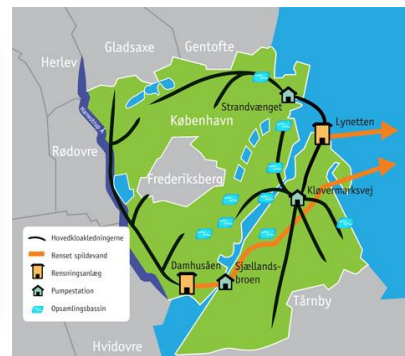 Gladsaxe
Gentofte
Herlev
Strandvænget
Lynetten
Harrestrup Å
København
Rødovre
Frederiksberg
Kløvermarksvej
Hovedkloakledningerne
Renset spildevand
Rensningsanlæg
Pumpestation
Opsamlingsbassin
Damhusåen
Sjællands-
broen
Tårnby
Hvidovre